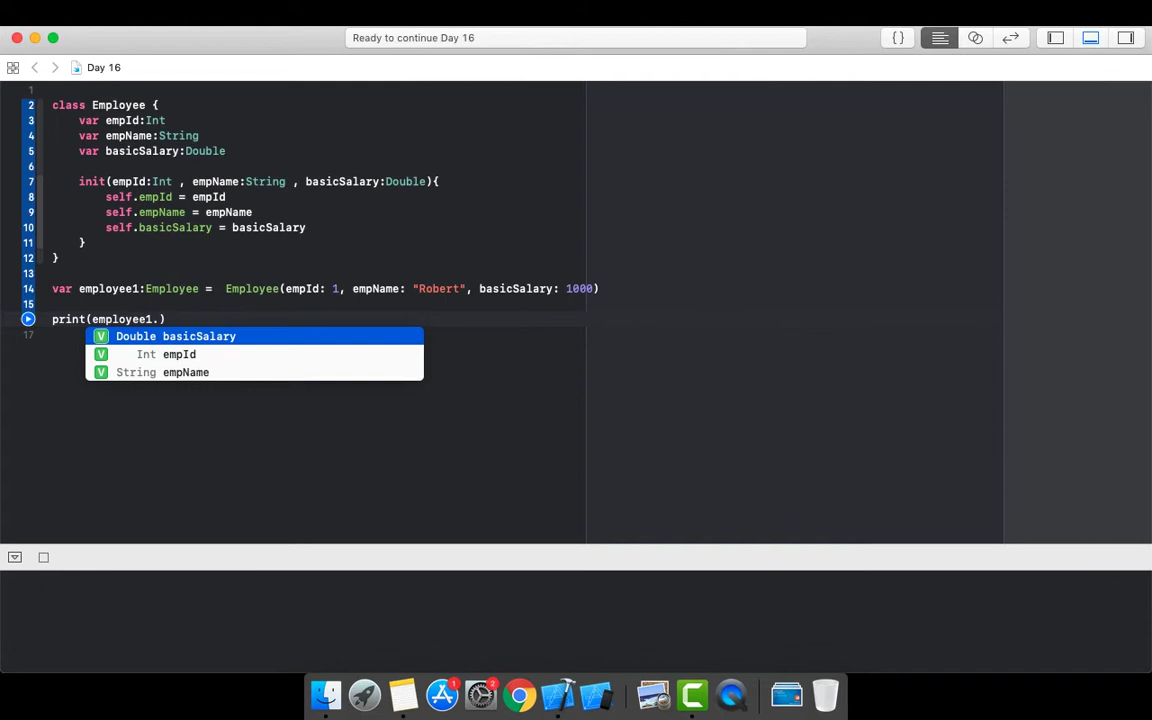 Ready to continue Day 16
{ }
Day 16
1
2 class Employee {
3 var empId:Int
4 var empName:String
5 var basicSalary:Double
6
7 init(empId:Int , empName:String , basicSalary:Double){
8 self.empId = empId
9 self.empName = empName
10 self.basicSalary = basicSalary
11 }
12 }
13
14 var employee1:Employee =  Employee(empId: 1, empName: "Robert", basicSalary: 1000)
15
print(employee1.)
17
V Double basicSalary
V Int empId
V String empName
1
2